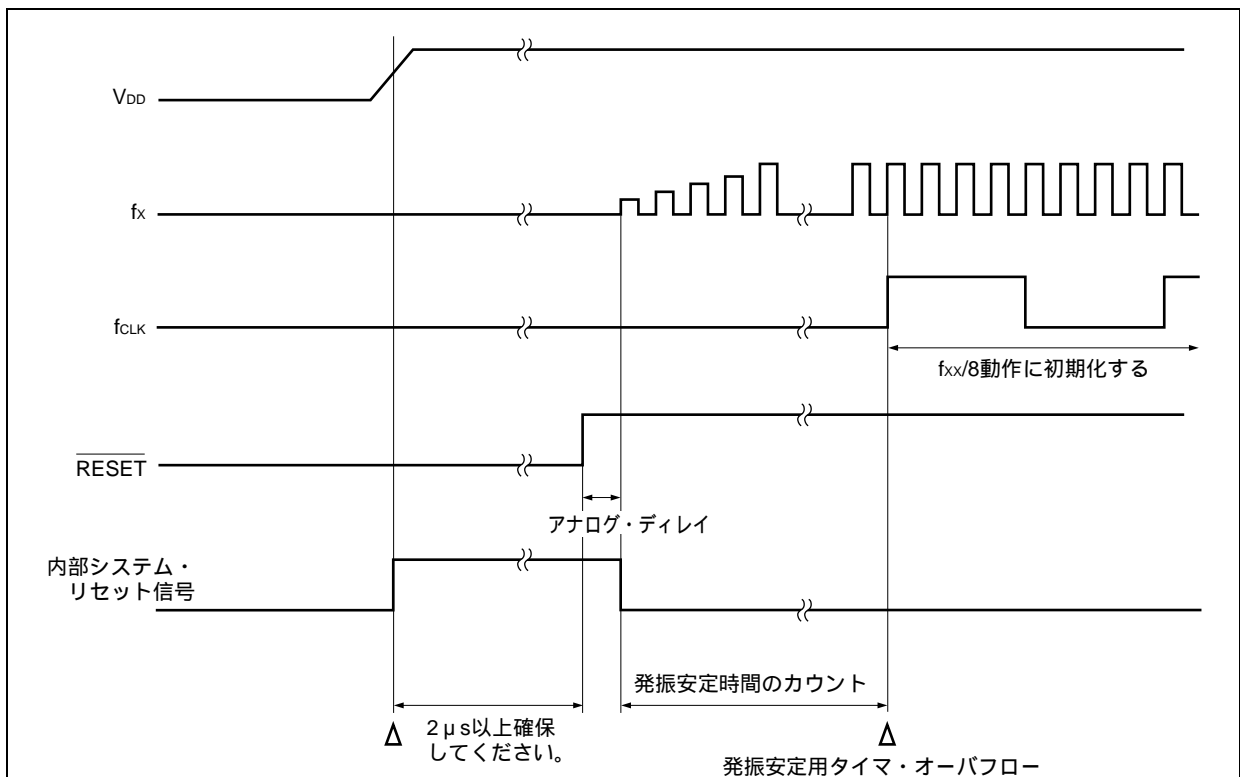 VDD
fX
fCLK
fXX/8動作に初期化する
RESET
アナログ・ディレイ
内部システム・
リセット信号
発振安定時間のカウント
2μs以上確保
してください。
発振安定用タイマ・オーバフロー